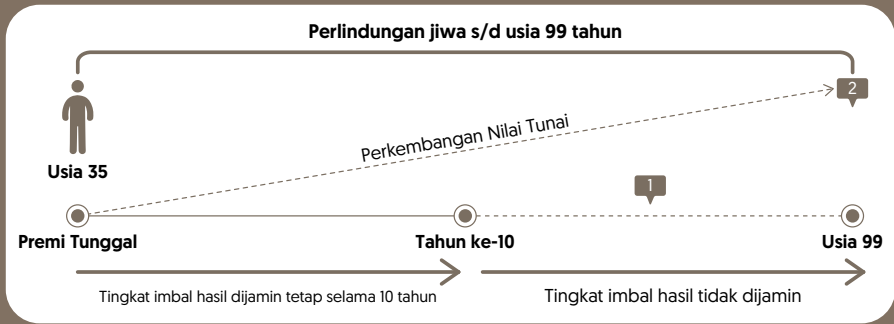 Perlindungan jiwa s/d usia 99 tahun
2
Perkembangan Nilai Tunai
Usia 35
1
Premi Tunggal
Tahun ke-10
Usia 99
Tingkat imbal hasil dijamin tetap selama 10 tahun
Tingkat imbal hasil tidak dijamin